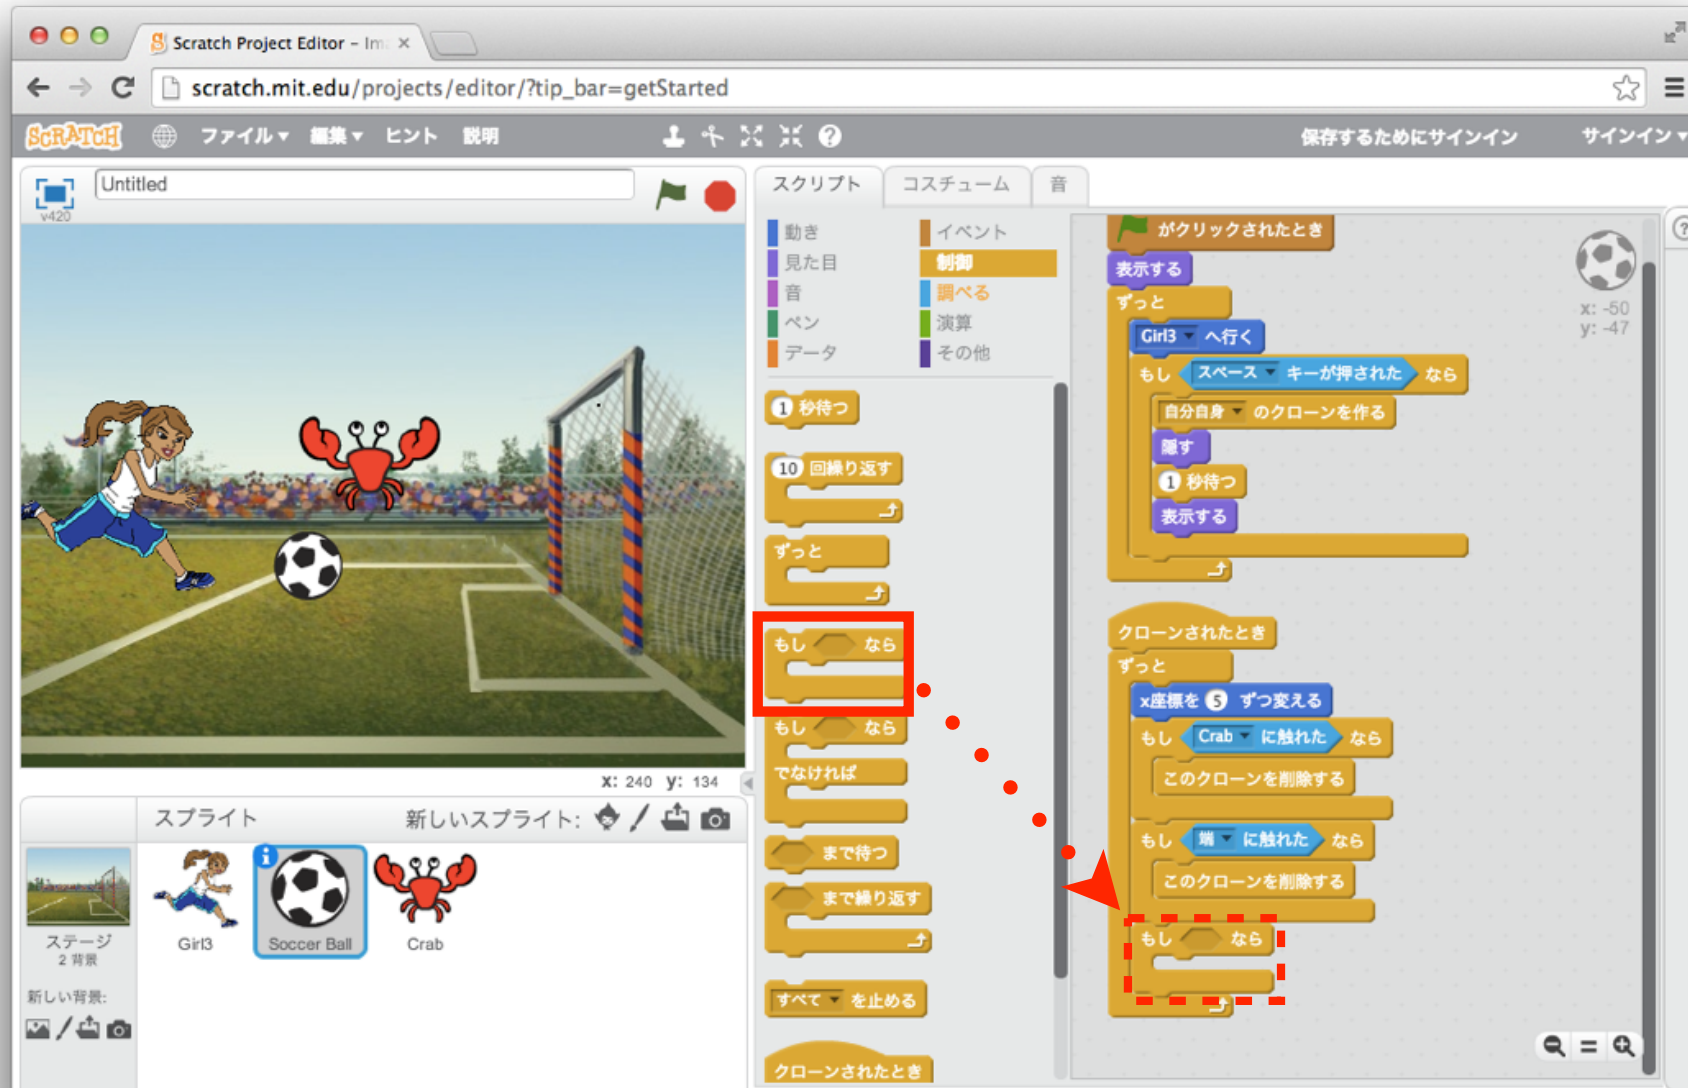 Scratch Project Editor – Im
scratch.mit.edu/projects/editor/?tip_bar=getStarted
SCRATCH ファイル 編集 ヒント 説明 保存するためにサインイン サインイン
v420 Untitled
スクリプト コスチューム 音
動き イベント
見た目 制御
音 調べる
ペン 演算
データ その他
1 秒待つ
10 回繰り返す
ずっと
もし なら
もし なら
でなければ
まで待つ
まで繰り返す
すべて を止める
クローンされたとき
がクリックされたとき
表示する
ずっと
Girl3 へ行く
もし スペース キーが押された なら
自分自身 のクローンを作る
隠す
1 秒待つ
表示する
クローンされたとき
ずっと
x座標を 5 ずつ変える
もし Crab に触れた なら
このクローンを削除する
もし 端 に触れた なら
このクローンを削除する
もし なら
x: -50
y: -47
x: 240 y: 134
スプライト 新しいスプライト:
ステージ
2 背景
新しい背景:
Girl3 Soccer Ball Crab